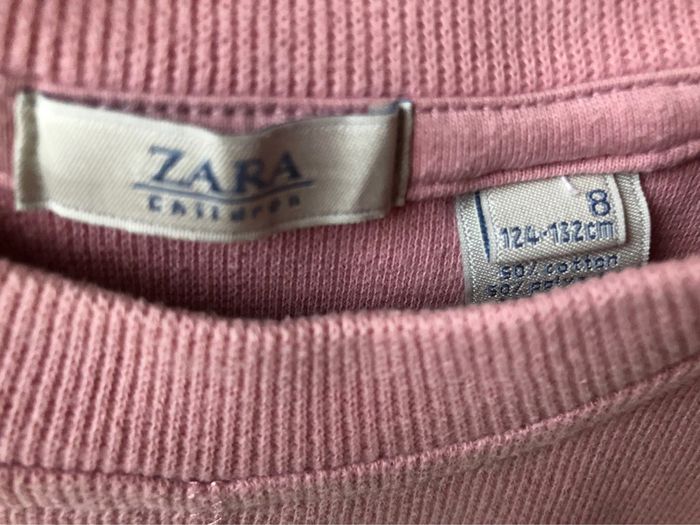 ZARA
Children
8
124-132cm
50/cotton